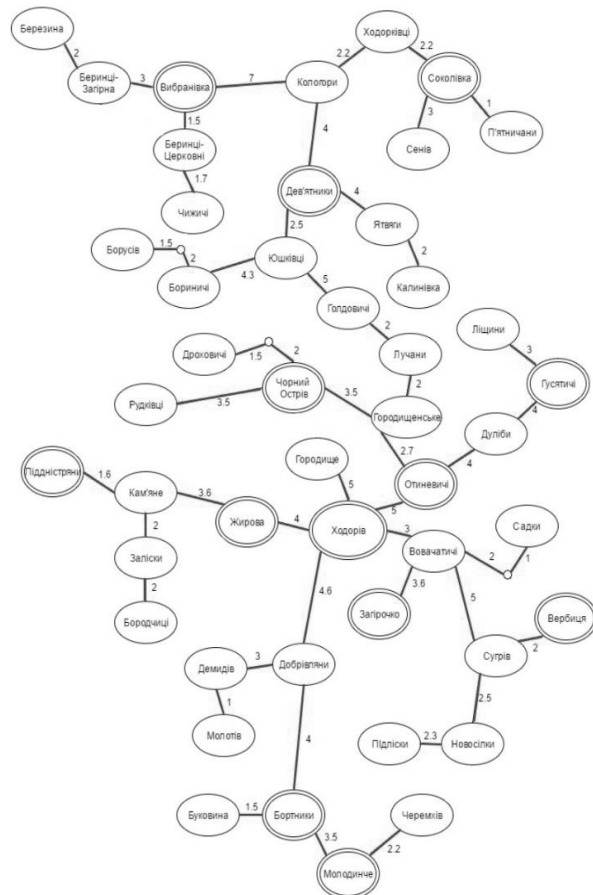 Березина
Ходорківці
2.2
2.2
2
Беринці-
Загірна
3
Вибранівка
7
Кологори
Соколівка
1.5
4
3
1
П'ятничани
Беринці-
Церковні
Сенів
1.7
Чижичі
Дев'ятники
4
Ятвяги
2.5
2
Борусів
1.5
2
Юшківці
Бориничі
4.3
5
Калинівка
Голдовичі
2
Ліщини
3
Дроховичі
1.5
2
Лучани
Гусятичі
Чорний
Острів
3.5
2
4
Рудківці
3.5
Городищенське
Дуліби
2.7
4
Городище
Піддністряни
1.6
Кам'яне
3.6
5
5
Отиневичі
Жирова
4
Ходорів
3
Садки
2
Вовачатичі
2
1
Заліски
3.6
5
2
Загірочко
Вербиця
Бородчиці
4.6
2
Демидів
3
Добрівляни
Сугрів
1
2.5
Молотів
4
Підліски
2.3
Новосілки
Буковина
1.5
Бортники
Черемхів
3.5
2.2
Молодинче